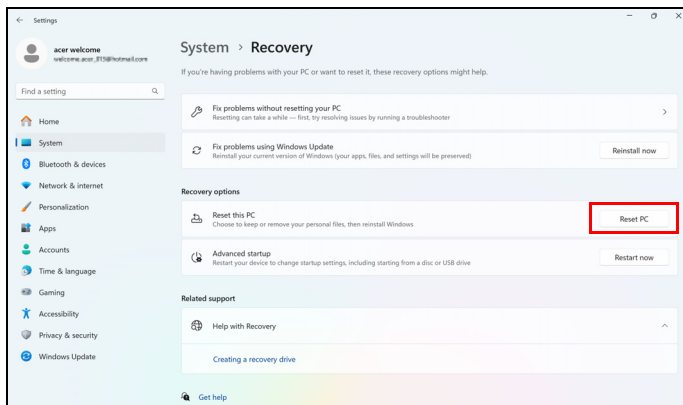 Settings
acer welcome
welcome.acer_815@hotmail.com
Find a setting
Home
System
Bluetooth & devices
Network & internet
Personalization
Apps
Accounts
Time & language
Gaming
Accessibility
Privacy & security
Windows Update
System > Recovery
If you're having problems with your PC or want to reset it, these recovery options might help.
Fix problems without resetting your PC
Resetting can take a while — first, try resolving issues by running a troubleshooter
Fix problems using Windows Update
Reinstall your current version of Windows (your apps, files, and settings will be preserved)
Reinstall now
Recovery options
Reset this PC
Choose to keep or remove your personal files, then reinstall Windows
Reset PC
Advanced startup
Restart your device to change startup settings, including starting from a disc or USB drive
Restart now
Related support
Help with Recovery
Creating a recovery drive
Get help